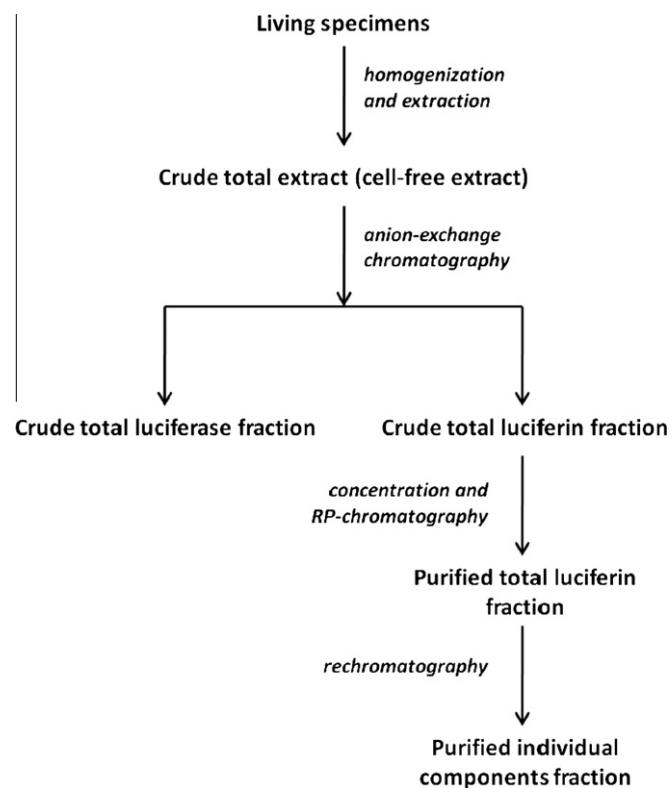 Living specimens
homogenization
and extraction
Crude total extract (cell-free extract)
anion-exchange
chromatography
Crude total luciferase fraction
Crude total luciferin fraction
concentration and
RP-chromatography
Purified total luciferin
fraction
rechromatography
Purified individual
components fraction